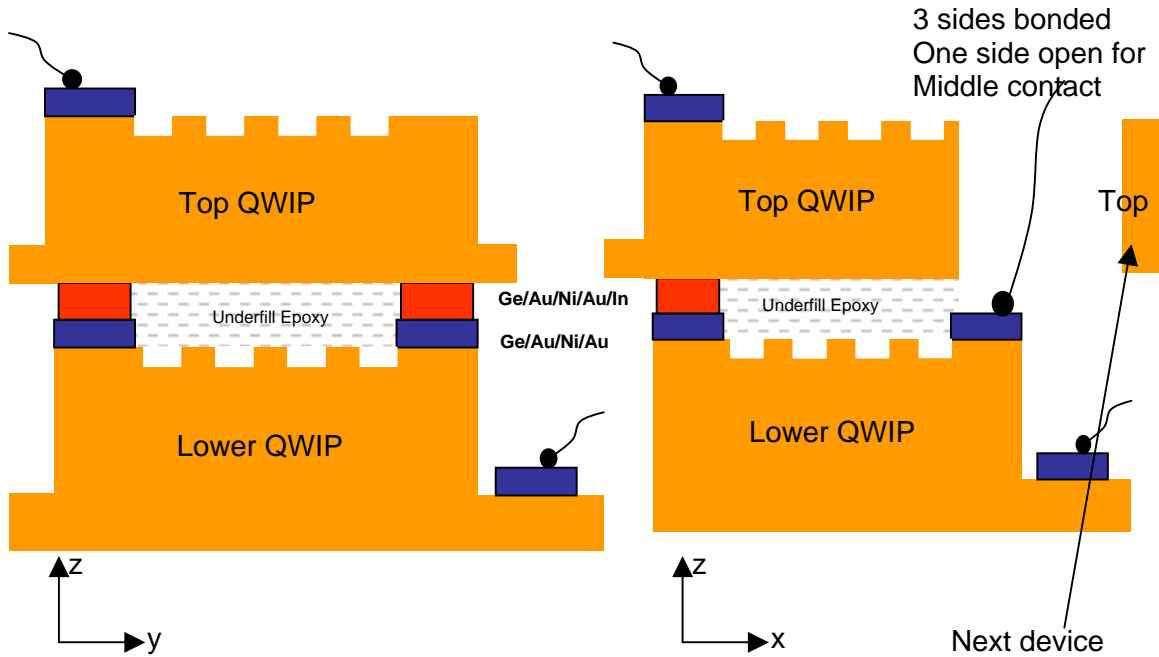 Top QWIP
Underfill Epoxy
Ge/Au/Ni/Au/In
Ge/Au/Ni/Au
Lower QWIP
z
y
3 sides bonded
One side open for
Middle contact
Top QWIP
Top
Underfill Epoxy
Lower QWIP
z
x
Next device